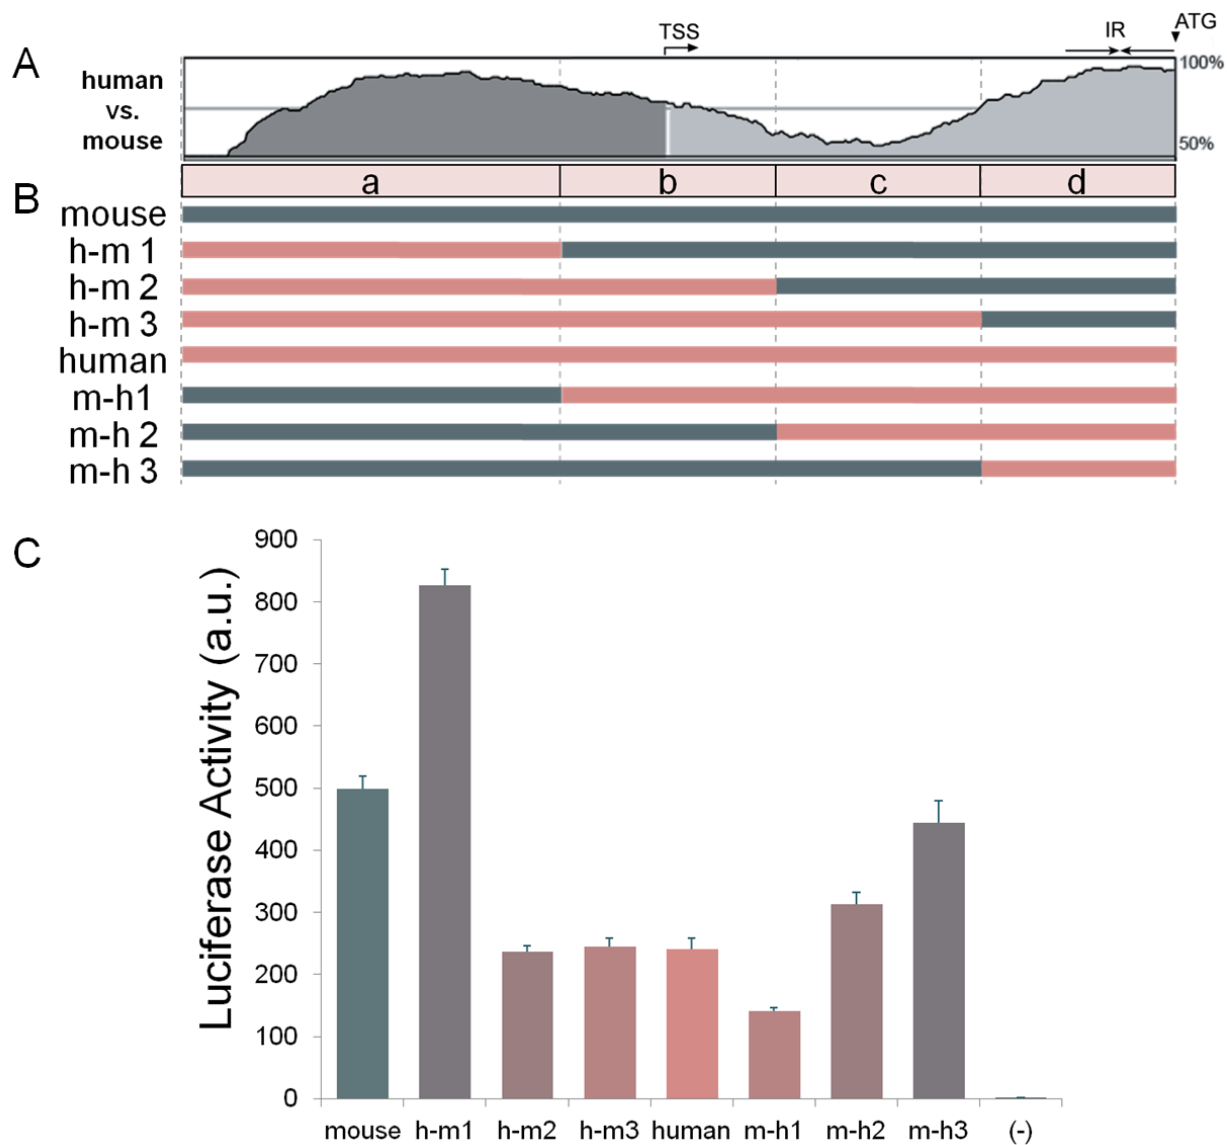 TSS
IR
ATG
A
human
vs.
mouse
100%
50%
a b c d
B
mouse
h-m 1
h-m 2
h-m 3
human
m-h1
m-h 2
m-h 3
C
Luciferase Activity (a.u.)
900
800
700
600
500
400
300
200
100
0
mouse h-m1 h-m2 h-m3 human m-h1 m-h2 m-h3 (-)